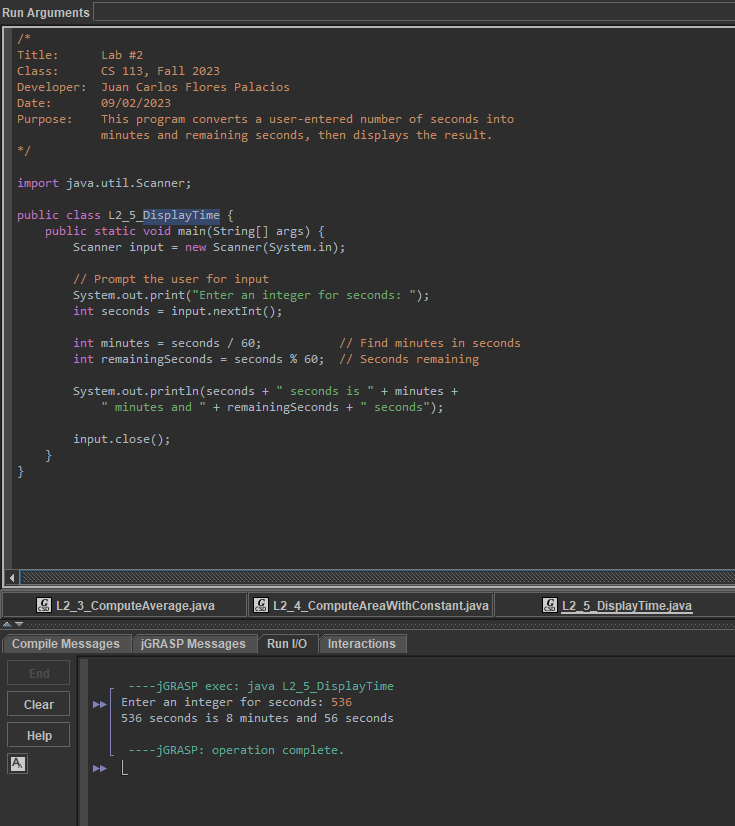 Run Arguments
/*
Title:      Lab #2
Class:      CS 113, Fall 2023
Developer:  Juan Carlos Flores Palacios
Date:       09/02/2023
Purpose:    This program converts a user-entered number of seconds into
            minutes and remaining seconds, then displays the result.
*/
import java.util.Scanner;
public class L2_5_DisplayTime {
    public static void main(String[] args) {
        Scanner input = new Scanner(System.in);
        // Prompt the user for input
        System.out.print("Enter an integer for seconds: ");
        int seconds = input.nextInt();
        int minutes = seconds / 60;           // Find minutes in seconds
        int remainingSeconds = seconds % 60;  // Seconds remaining
        System.out.println(seconds + " seconds is " + minutes +
            " minutes and " + remainingSeconds + " seconds");
        input.close();
    }
}
L2_3_ComputeAverage.java L2_4_ComputeAreaWithConstant.java L2_5_DisplayTime.java
Compile Messages jGRASP Messages Run I/O Interactions
End
Clear
Help
----jGRASP exec: java L2_5_DisplayTime
Enter an integer for seconds: 536
536 seconds is 8 minutes and 56 seconds
----jGRASP: operation complete.